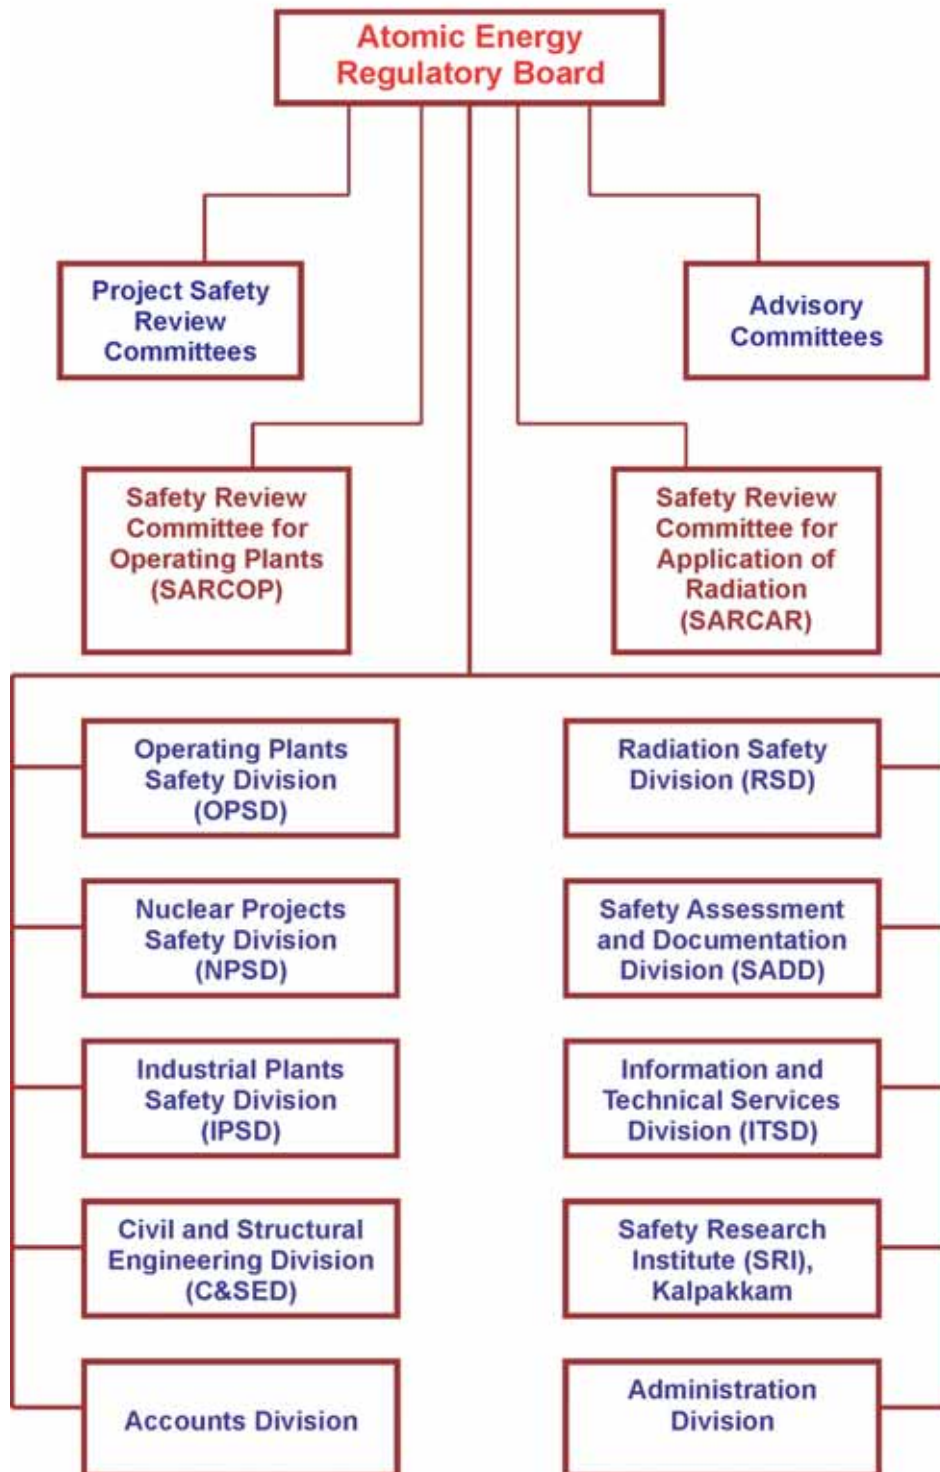 Atomic Energy
Regulatory Board
Project Safety
Review
Committees
Advisory
Committees
Safety Review
Committee for
Operating Plants
(SARCOP)
Safety Review
Committee for
Application of
Radiation
(SARCAR)
Operating Plants
Safety Division
(OPSD)
Radiation Safety
Division (RSD)
Nuclear Projects
Safety Division
(NPSD)
Safety Assessment
and Documentation
Division (SADD)
Industrial Plants
Safety Division
(IPSD)
Information and
Technical Services
Division (ITSD)
Civil and Structural
Engineering Division
(C&SED)
Safety Research
Institute (SRI),
Kalpakkam
Accounts Division
Administration
Division